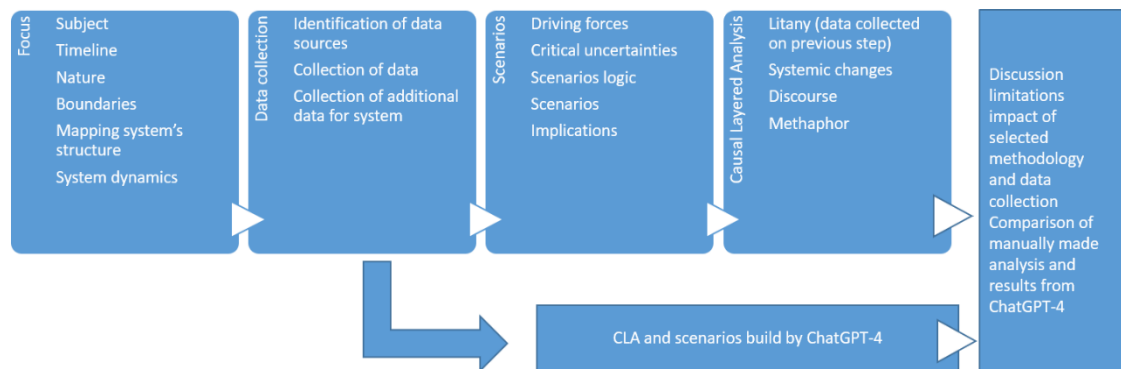 Focus
Subject
Timeline
Nature
Boundaries
Mapping system's
structure
System dynamics
Data collection
Identification of data
sources
Collection of data
Collection of additional
data for system
Scenarios
Driving forces
Critical uncertainties
Scenarios logic
Scenarios
Implications
Causal Layered Analysis
Litany (data collected
on previous step)
Systemic changes
Discourse
Methaphor
Discussion
limitations
impact of
selected
methodology
and data
collection
Comparison of
manually made
analysis and
results from
ChatGPT-4
CLA and scenarios build by ChatGPT-4